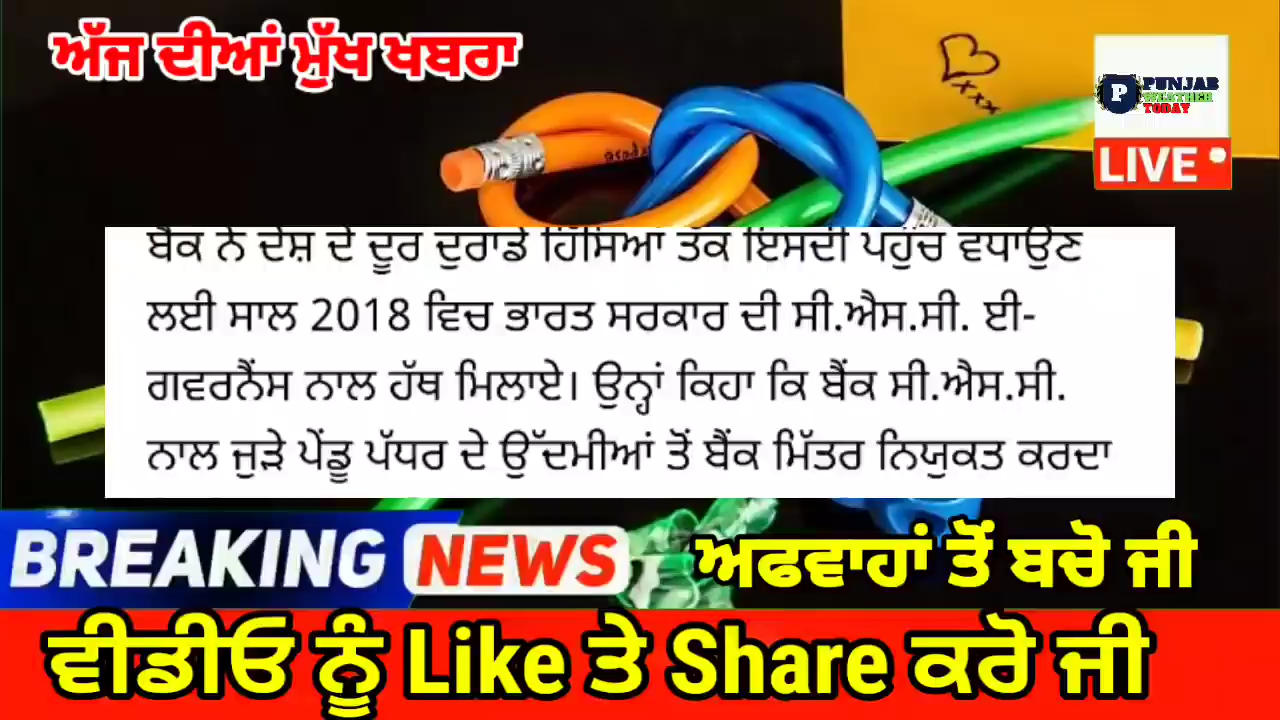 ਅੱਜ ਦੀਆਂ ਮੁੱਖ ਖਬਰਾ
xxx
P PUNJAB
WEATHER
TODAY
LIVE
ਬੈਂਕ ਨੇ ਦੇਸ਼ ਦੇ ਦੂਰ ਦੁਰਾਡੇ ਹਿੱਸਿਆਂ ਤੱਕ ਇਸਦੀ ਪਹੁੰਚ ਵਧਾਉਣ
ਲਈ ਸਾਲ 2018 ਵਿਚ ਭਾਰਤ ਸਰਕਾਰ ਦੀ ਸੀ.ਐਸ.ਸੀ. ਈ-
ਗਵਰਨੈਂਸ ਨਾਲ ਹੱਥ ਮਿਲਾਏ। ਉਨ੍ਹਾਂ ਕਿਹਾ ਕਿ ਬੈਂਕ ਸੀ.ਐਸ.ਸੀ.
ਨਾਲ ਜੁੜੇ ਪੇਂਡੂ ਪੱਧਰ ਦੇ ਉੱਦਮੀਆਂ ਤੋਂ ਬੈਂਕ ਮਿੱਤਰ ਨਿਯੁਕਤ ਕਰਦਾ
BREAKING NEWS
ਅਫਵਾਹਾਂ ਤੋਂ ਬਚੋ ਜੀ
ਵੀਡੀਓ ਨੂੰ Like ਤੇ Share ਕਰੋ ਜੀ